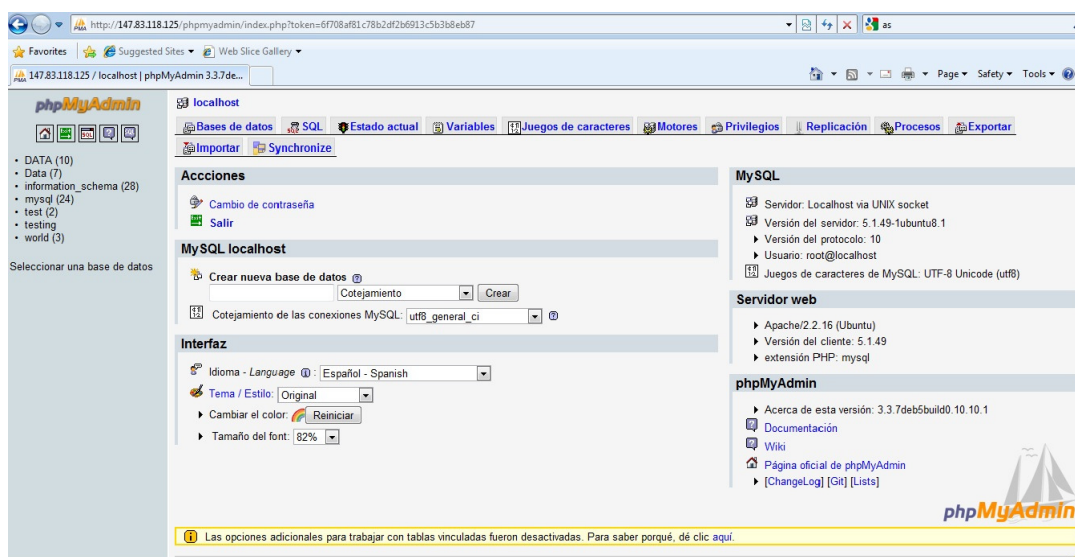 http://147.83.118.125/phpmyadmin/index.php?token=6f708af81c78b2df2b6913c5b3b8eb87
as
Favorites Suggested Sites Web Slice Gallery
147.83.118.125 / localhost | phpMyAdmin 3.3.7de...
Page Safety Tools
phpMyAdmin
DATA (10)
Data (7)
information_schema (28)
mysql (24)
test (2)
testing
world (3)
Seleccionar una base de datos
localhost
Bases de datos SQL Estado actual Variables Juegos de caracteres Motores Privilegios Replicación Procesos Exportar
Importar Synchronize
Accciones
Cambio de contraseña
Salir
MySQL localhost
Crear nueva base de datos
Cotejamiento Crear
Cotejamiento de las conexiones MySQL: utf8_general_ci
Interfaz
Idioma - Language : Español - Spanish
Tema / Estilo: Original
Cambiar el color: Reiniciar
Tamaño del font: 82%
MySQL
Servidor: Localhost via UNIX socket
Versión del servidor: 5.1.49-1ubuntu8.1
Versión del protocolo: 10
Usuario: root@localhost
Juegos de caracteres de MySQL: UTF-8 Unicode (utf8)
Servidor web
Apache/2.2.16 (Ubuntu)
Versión del cliente: 5.1.49
extensión PHP: mysql
phpMyAdmin
Acerca de esta versión: 3.3.7deb5build0.10.10.1
Documentación
Wiki
Página oficial de phpMyAdmin
[ChangeLog] [Git] [Lists]
phpMyAdmin
Las opciones adicionales para trabajar con tablas vinculadas fueron desactivadas. Para saber porqué, dé clic aquí.